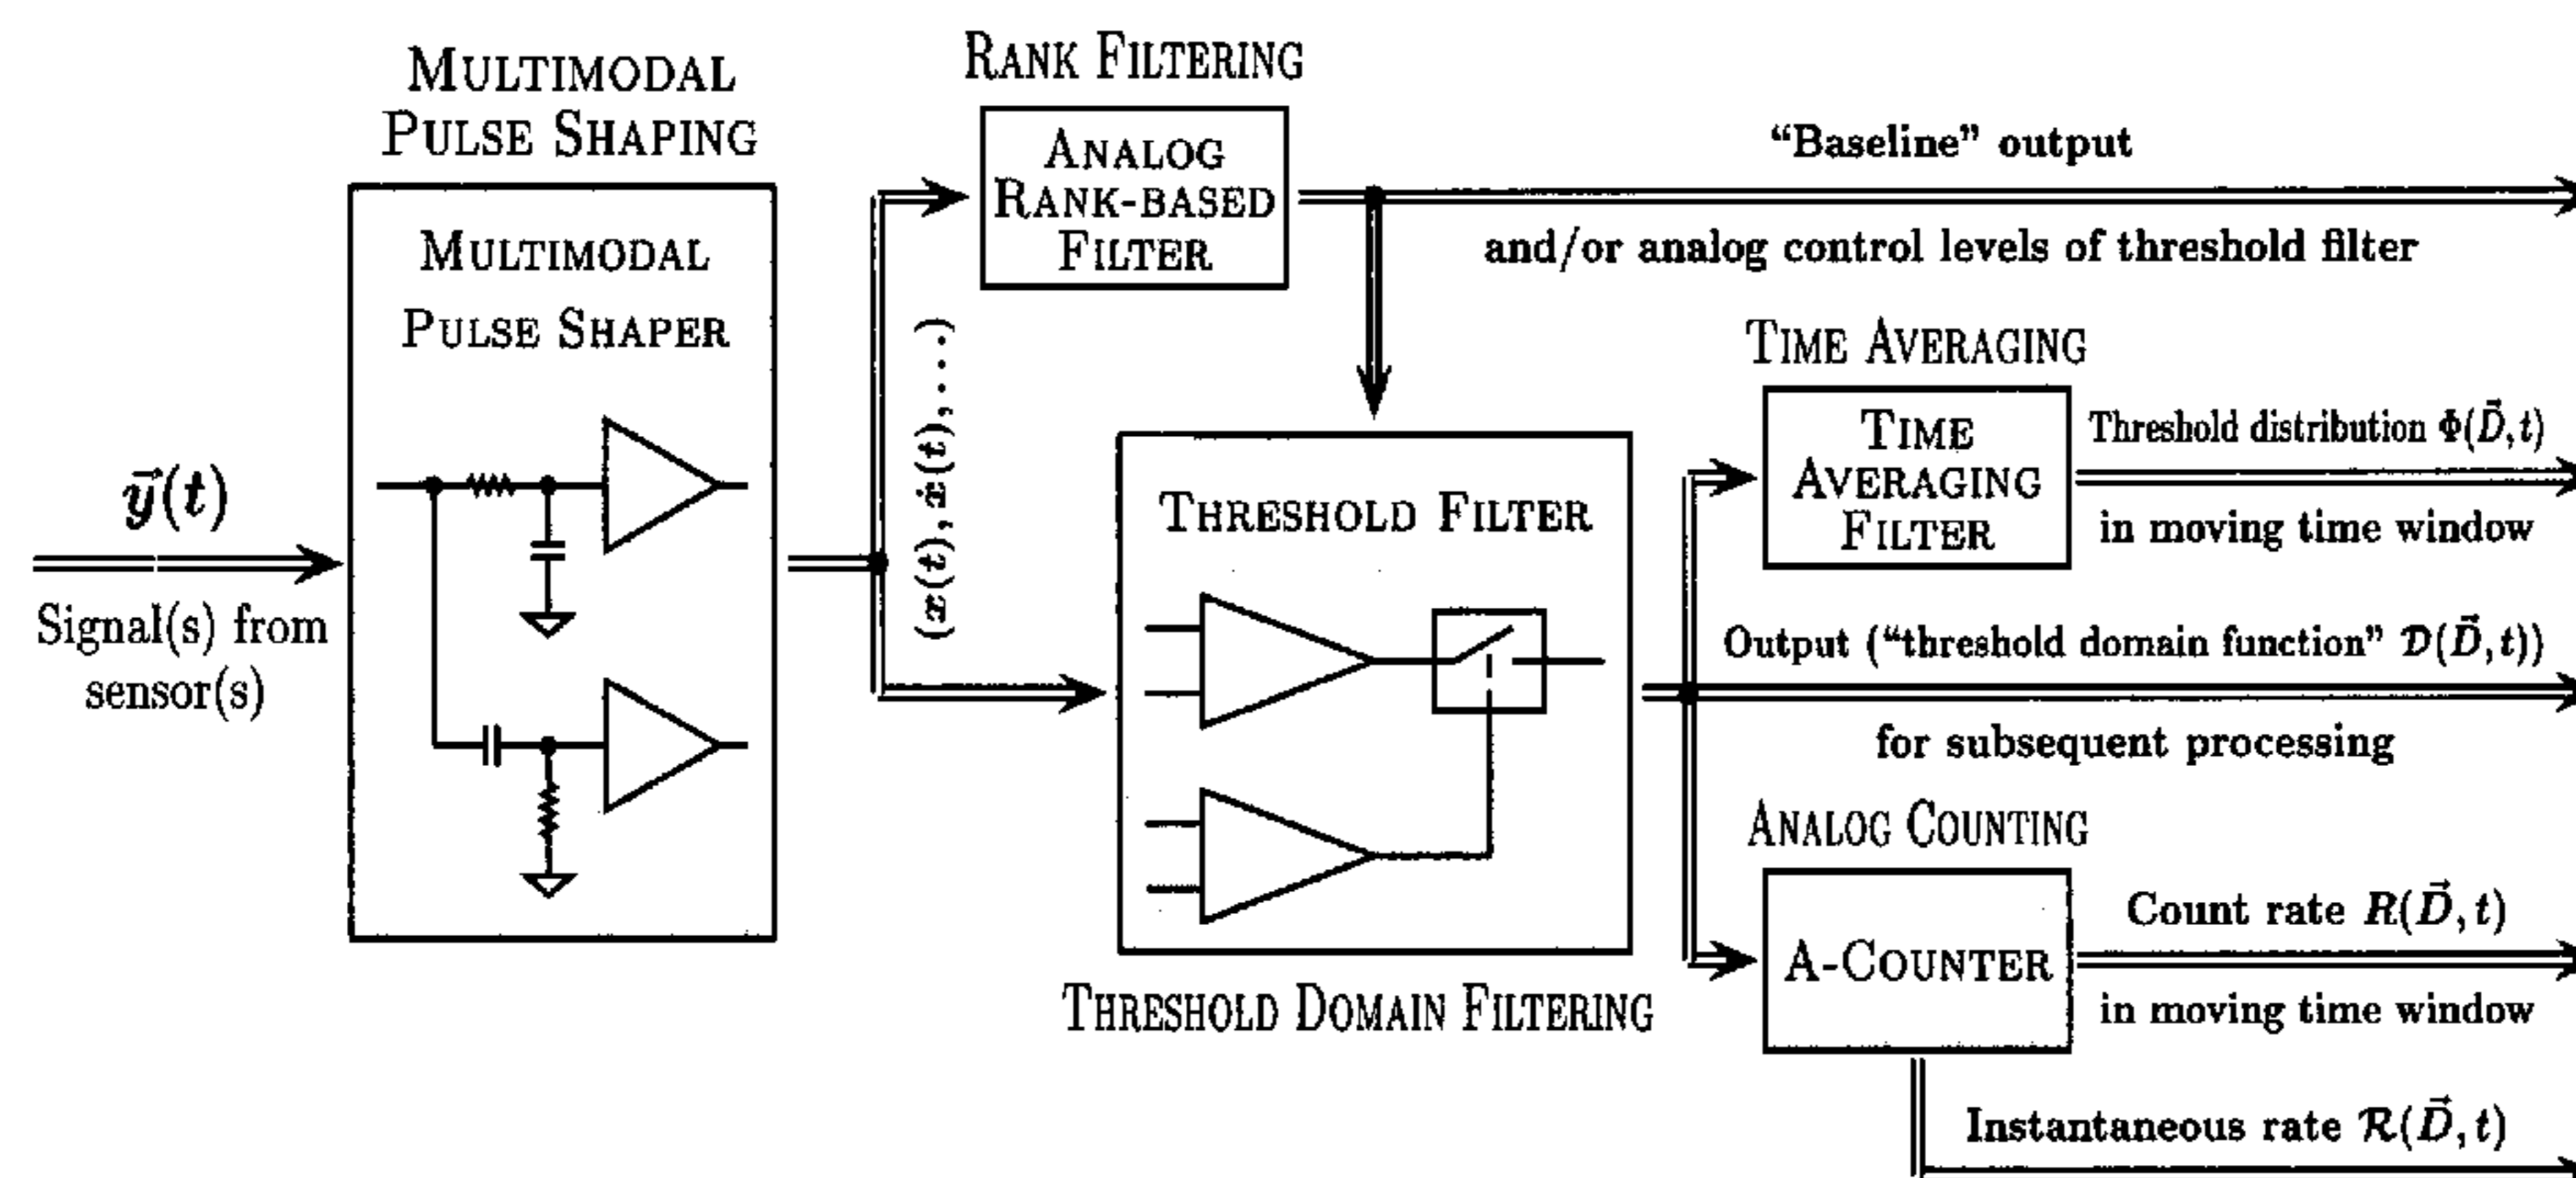 MULTIMODAL
PULSE SHAPING
MULTIMODAL
PULSE SHAPER
y⃗(t)
Signal(s) from
sensor(s)
RANK FILTERING
ANALOG
RANK-BASED
FILTER
(x(t), ẋ(t), ...)
“Baseline” output
and/or analog control levels of threshold filter
THRESHOLD FILTER
THRESHOLD DOMAIN FILTERING
TIME AVERAGING
TIME
AVERAGING
FILTER
Threshold distribution Φ(D⃗, t)
in moving time window
Output (“threshold domain function” 𝒟(D⃗, t))
for subsequent processing
ANALOG COUNTING
A-COUNTER
Count rate R(D⃗, t)
in moving time window
Instantaneous rate ℛ(D⃗, t)